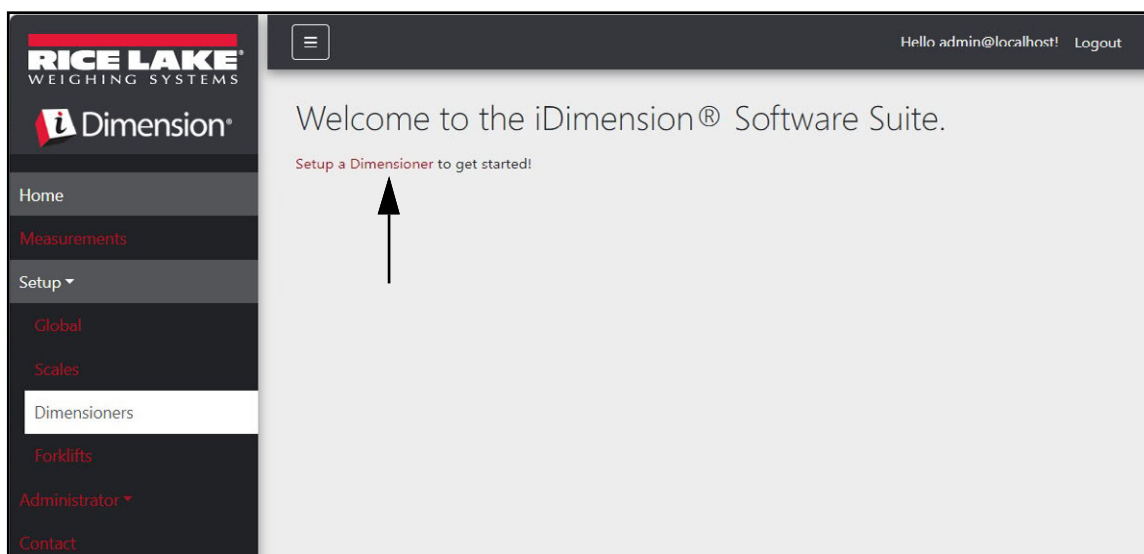 RICE LAKE®
WEIGHING SYSTEMS
i Dimension®
Home
Measurements
Setup
Global
Scales
Dimensioners
Forklifts
Administrator
Contact
Hello admin@localhost! Logout
Welcome to the iDimension® Software Suite.
Setup a Dimensioner to get started!